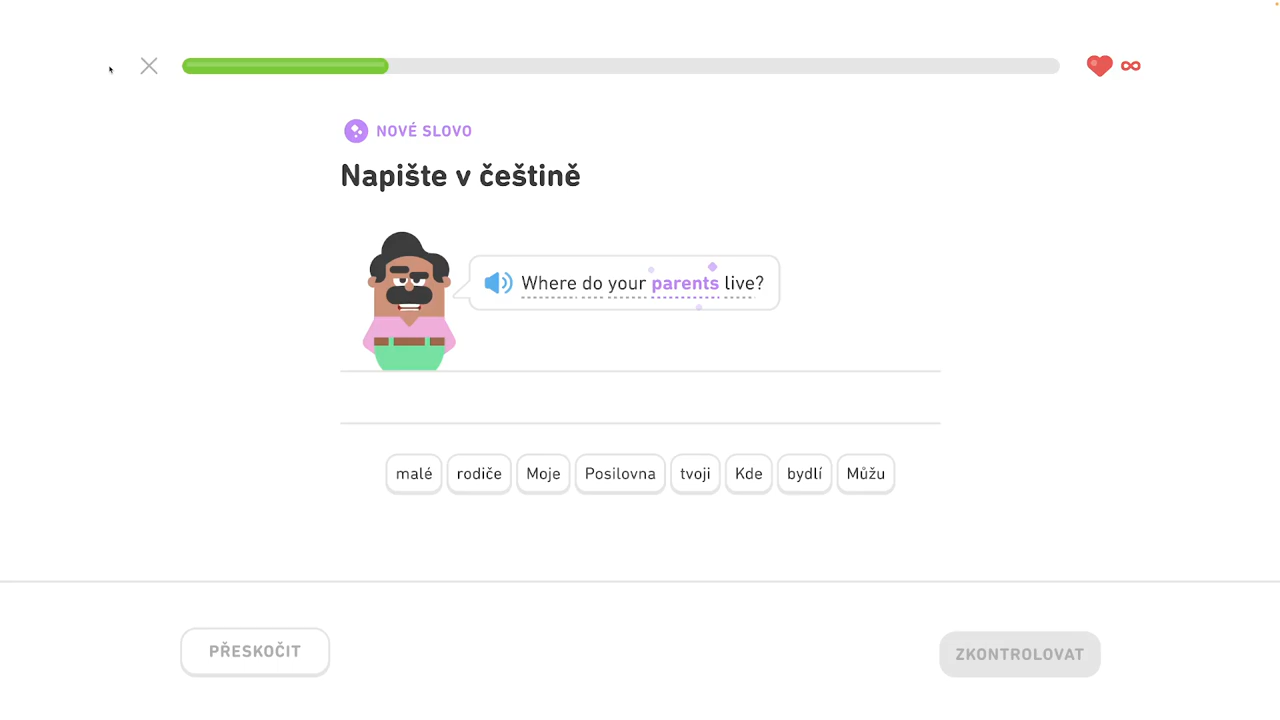 ∞
NOVÉ SLOVO
Napište v češtině
Where do your parents live?
malé rodiče Moje Posilovna tvoji Kde bydlí Můžu
PŘESKOČIT ZKONTROLOVAT